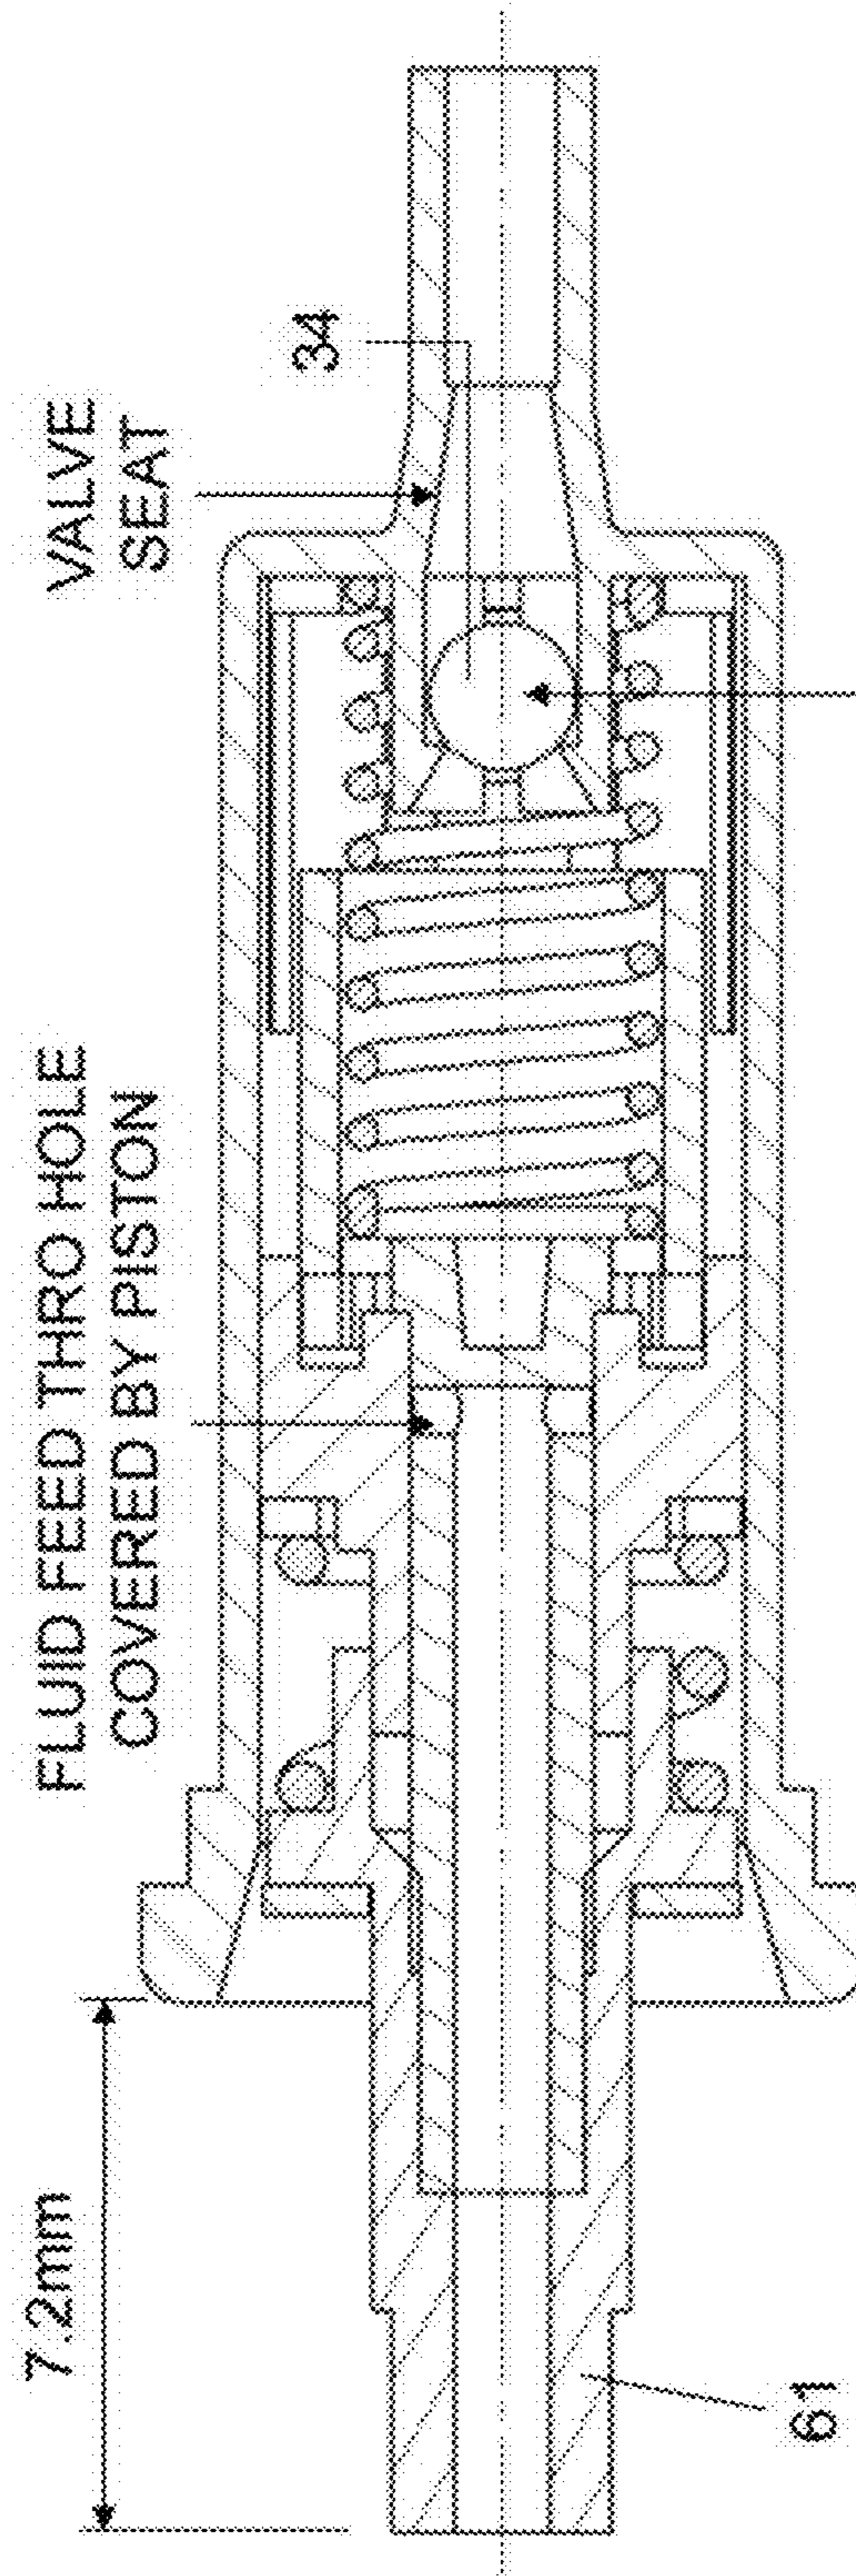 7.2mm
FLUID FEED THRO HOLE
COVERED BY PISTON
VALVE
SEAT
34
61